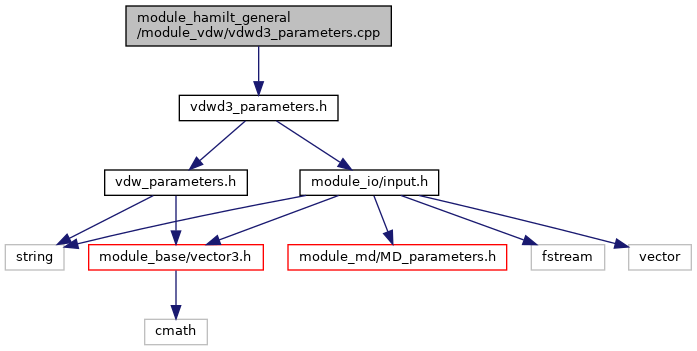 module_hamilt_general
/module_vdw/vdwd3_parameters.cpp
vdwd3_parameters.h
vdw_parameters.h
module_io/input.h
string
module_base/vector3.h
module_md/MD_parameters.h
fstream
vector
cmath